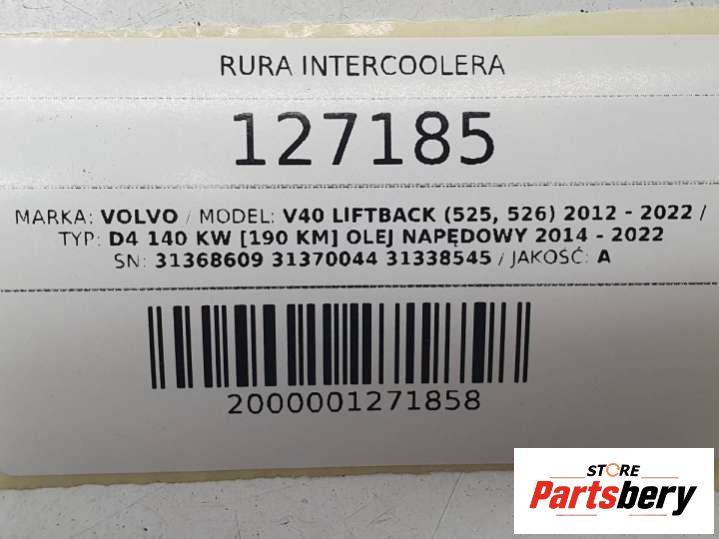 RURA INTERCOOLERA
127185
MARKA: VOLVO / MODEL: V40 LIFTBACK (525, 526) 2012 - 2022 /
TYP: D4 140 KW [190 KM] OLEJ NAPĘDOWY 2014 - 2022
SN: 31368609 31370044 31338545 / JAKOŚĆ: A
2000001271858
STORE
Partsbery